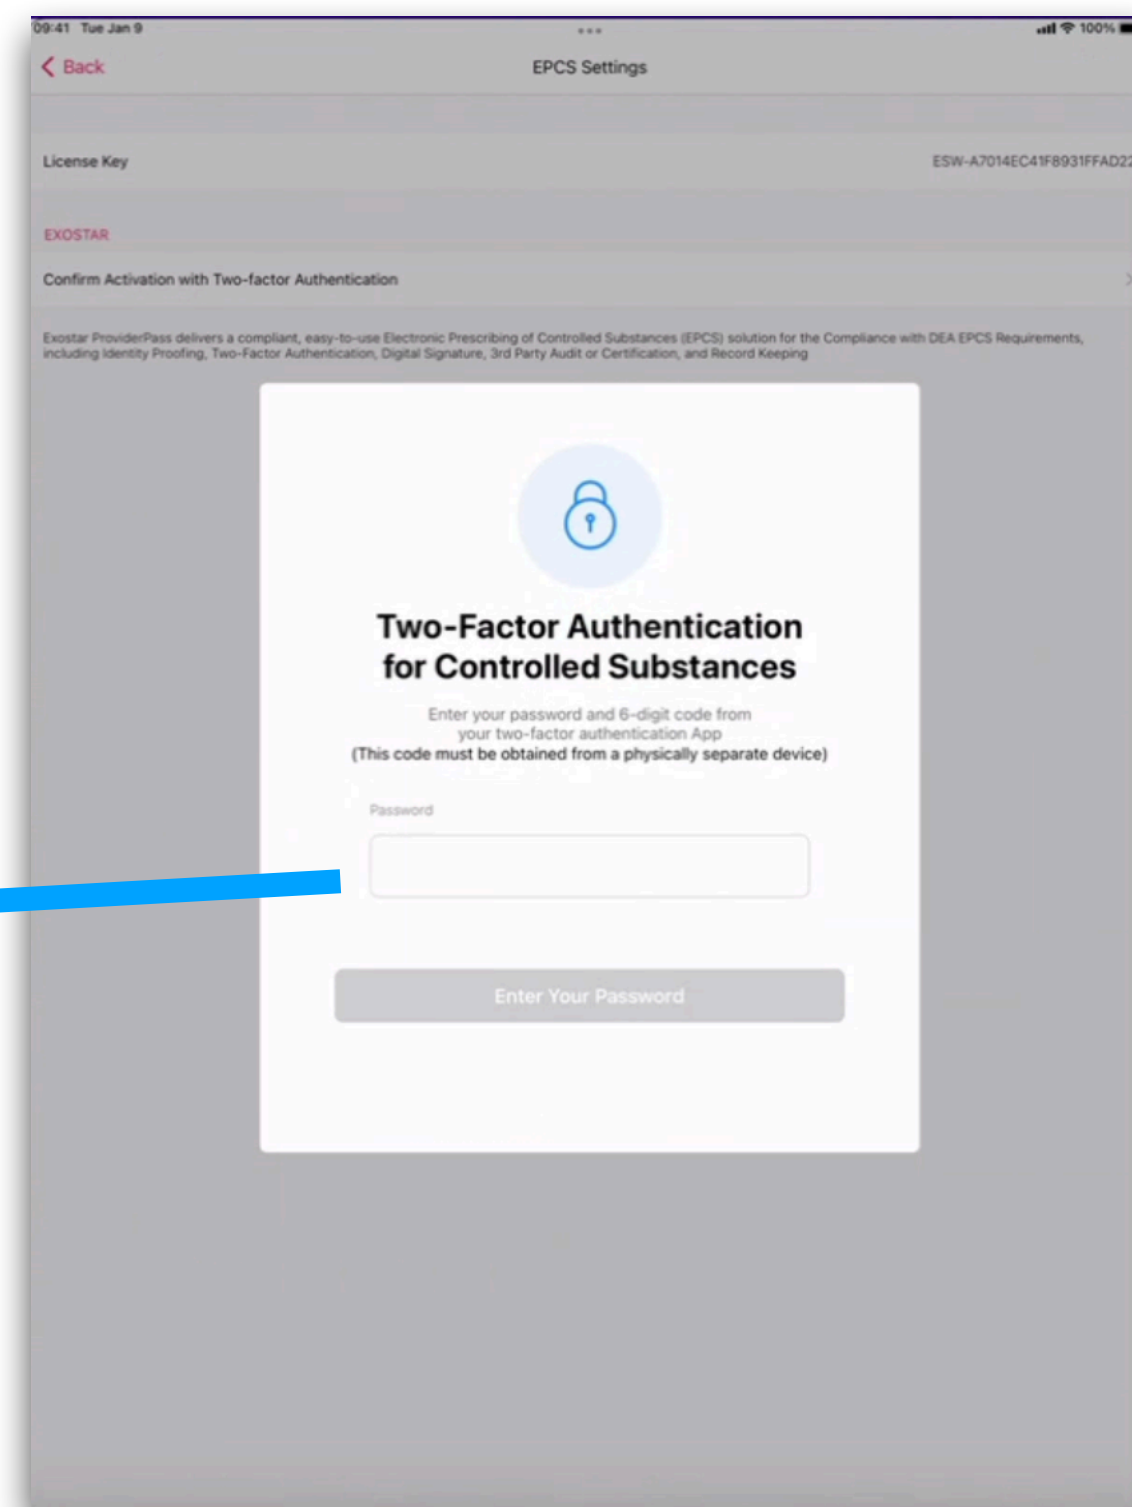 09:41 Tue Jan 9
100%
Back
EPCS Settings
License Key
ESW-A7014EC41F8931FFAD22
EXOSTAR
Confirm Activation with Two-factor Authentication
Exostar ProviderPass delivers a compliant, easy-to-use Electronic Prescribing of Controlled Substances (EPCS) solution for the Compliance with DEA EPCS Requirements,
including Identity Proofing, Two-Factor Authentication, Digital Signature, 3rd Party Audit or Certification, and Record Keeping
Two-Factor Authentication
for Controlled Substances
Enter your password and 6-digit code from
your two-factor authentication App
(This code must be obtained from a physically separate device)
Password
Enter Your Password